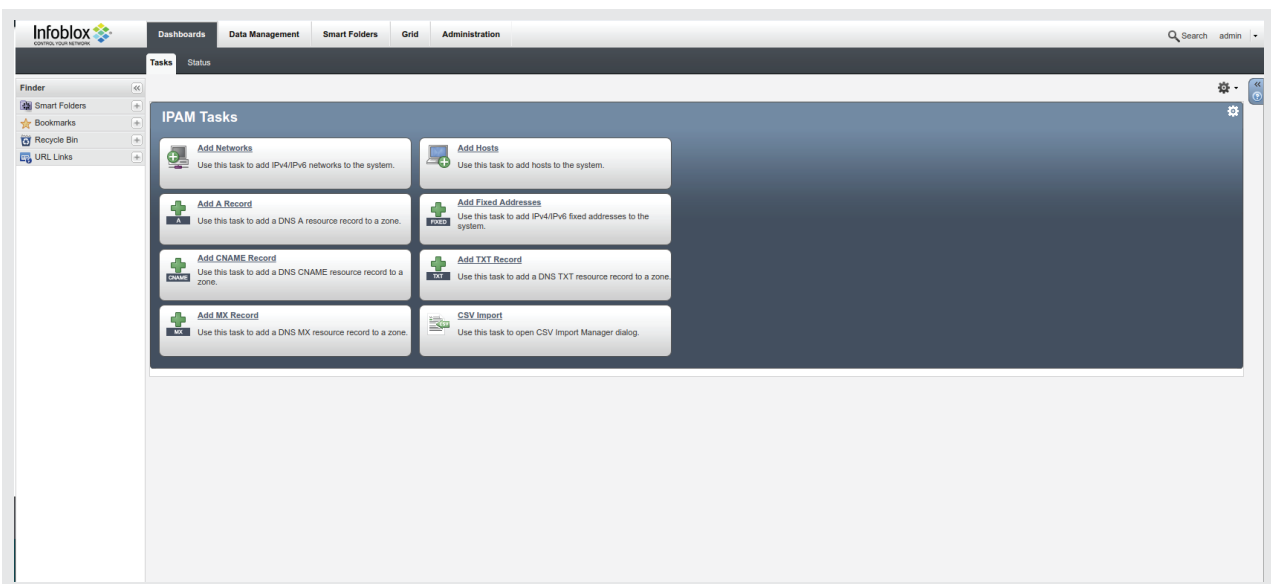 Infoblox
CONTROL YOUR NETWORK
Dashboards Data Management Smart Folders Grid Administration
Search admin
Tasks Status
Finder
Smart Folders
Bookmarks
Recycle Bin
URL Links
IPAM Tasks
Add Networks
Use this task to add IPv4/IPv6 networks to the system.
Add Hosts
Use this task to add hosts to the system.
A
Add A Record
Use this task to add a DNS A resource record to a zone.
FIXED
Add Fixed Addresses
Use this task to add IPv4/IPv6 fixed addresses to the
system.
CNAME
Add CNAME Record
Use this task to add a DNS CNAME resource record to a
zone.
TXT
Add TXT Record
Use this task to add a DNS TXT resource record to a zone.
MX
Add MX Record
Use this task to add a DNS MX resource record to a zone.
CSV Import
Use this task to open CSV Import Manager dialog.